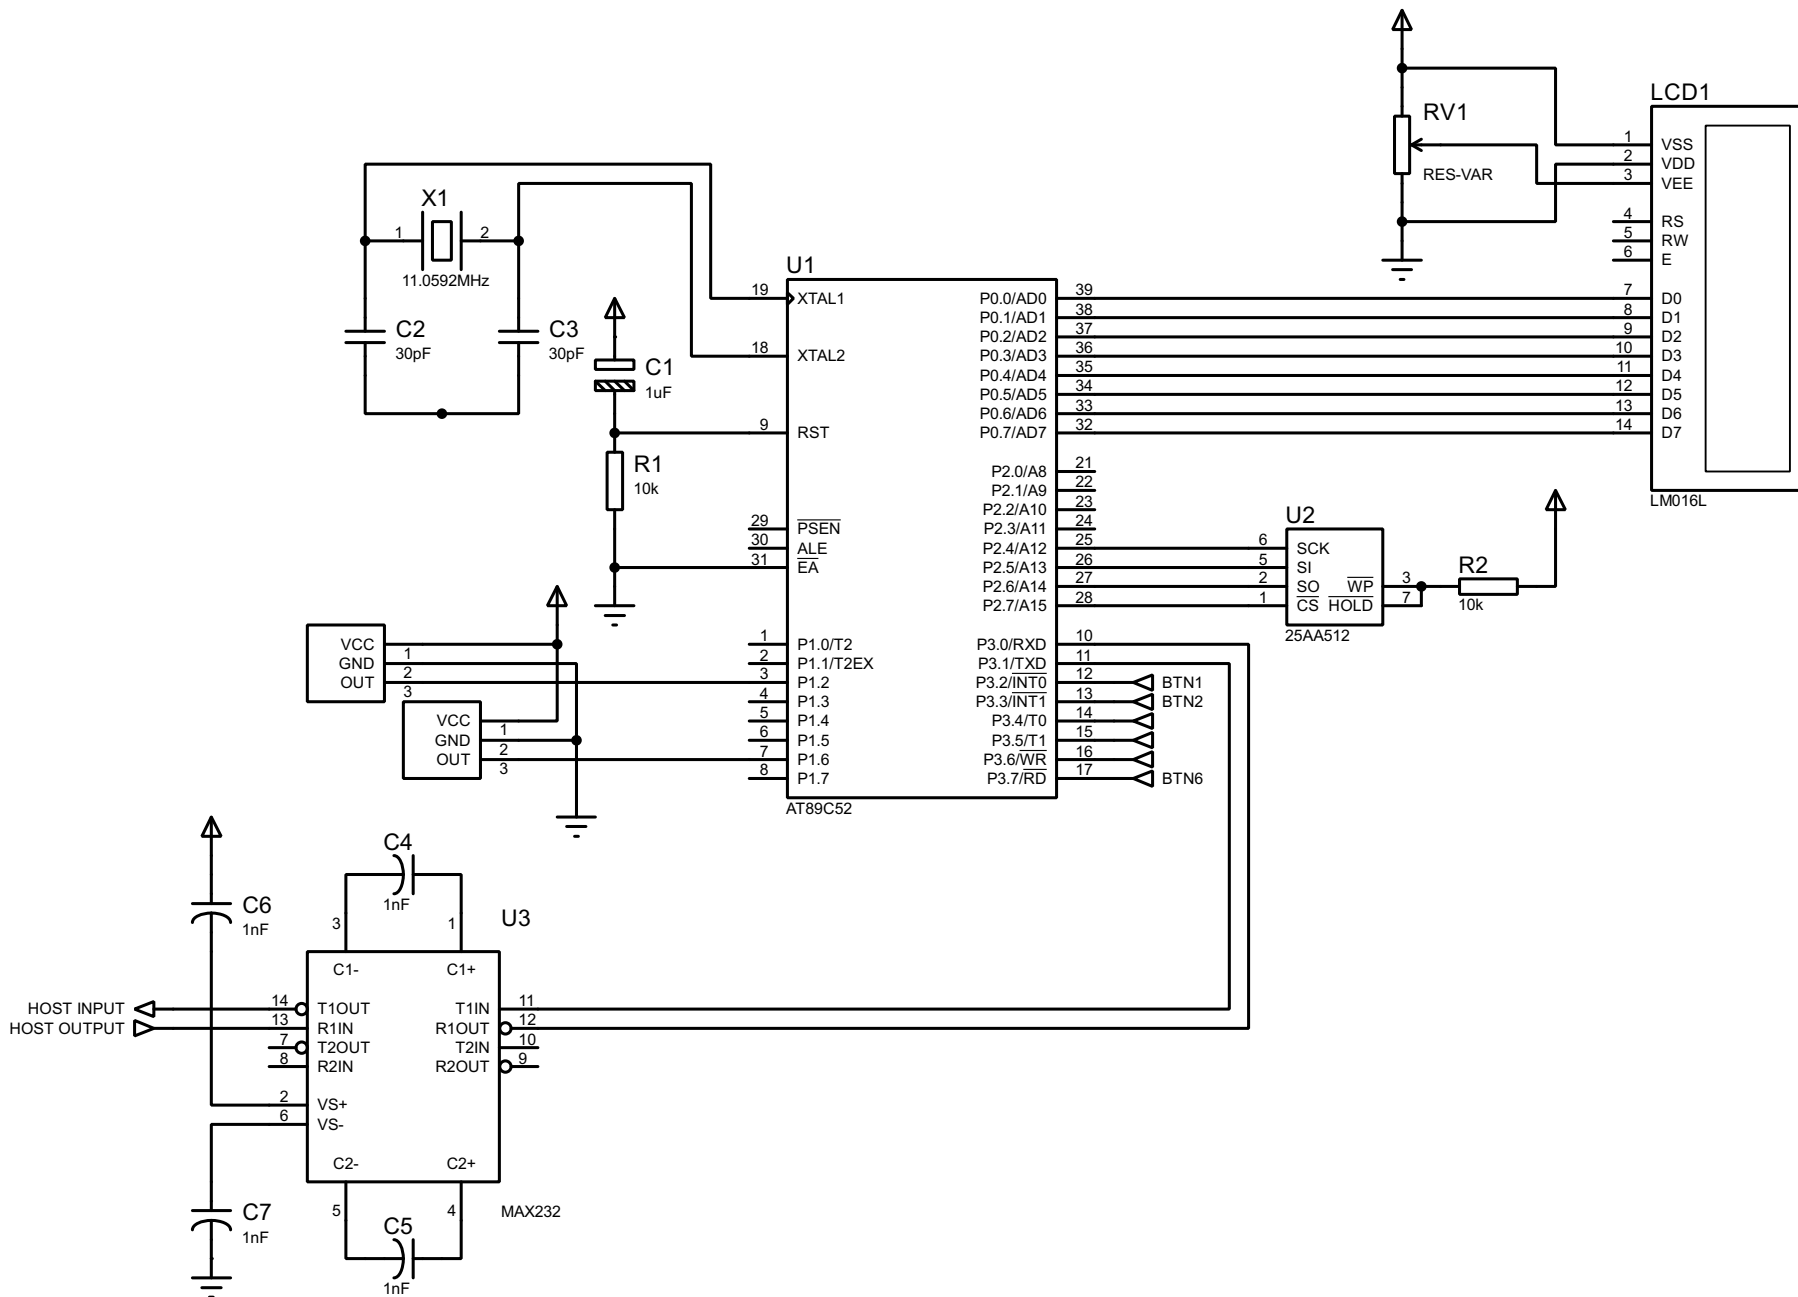 LCD1
RV1
RES-VAR
1 VSS
2 VDD
3 VEE
4 RS
5 RW
6 E
7 D0
8 D1
9 D2
10 D3
11 D4
12 D5
13 D6
14 D7
LM016L
X1
1 2
11.0592MHz
C2
30pF
C3
30pF
C1
1uF
R1
10k
U1
19 XTAL1
18 XTAL2
9 RST
29 PSEN
30 ALE
31 EA
1 P1.0/T2
2 P1.1/T2EX
3 P1.2
4 P1.3
5 P1.4
6 P1.5
7 P1.6
8 P1.7
P0.0/AD0 39
P0.1/AD1 38
P0.2/AD2 37
P0.3/AD3 36
P0.4/AD4 35
P0.5/AD5 34
P0.6/AD6 33
P0.7/AD7 32
P2.0/A8 21
P2.1/A9 22
P2.2/A10 23
P2.3/A11 24
P2.4/A12 25
P2.5/A13 26
P2.6/A14 27
P2.7/A15 28
P3.0/RXD 10
P3.1/TXD 11
P3.2/INT0 12 BTN1
P3.3/INT1 13 BTN2
P3.4/T0 14
P3.5/T1 15
P3.6/WR 16
P3.7/RD 17 BTN6
AT89C52
U2
6 SCK
5 SI
2 SO WP 3
1 CS HOLD 7
25AA512
R2
10k
VCC
1
GND
2
OUT
3
VCC
1
GND
2
OUT
3
C4
1nF
C6
1nF
U3
3 1
C1- C1+
HOST INPUT 14 T1OUT T1IN 11
HOST OUTPUT 13 R1IN R1OUT 12
7 T2OUT T2IN 10
8 R2IN R2OUT 9
2 VS+
6 VS-
C2- C2+
5 4
MAX232
C7
1nF
C5
1nF